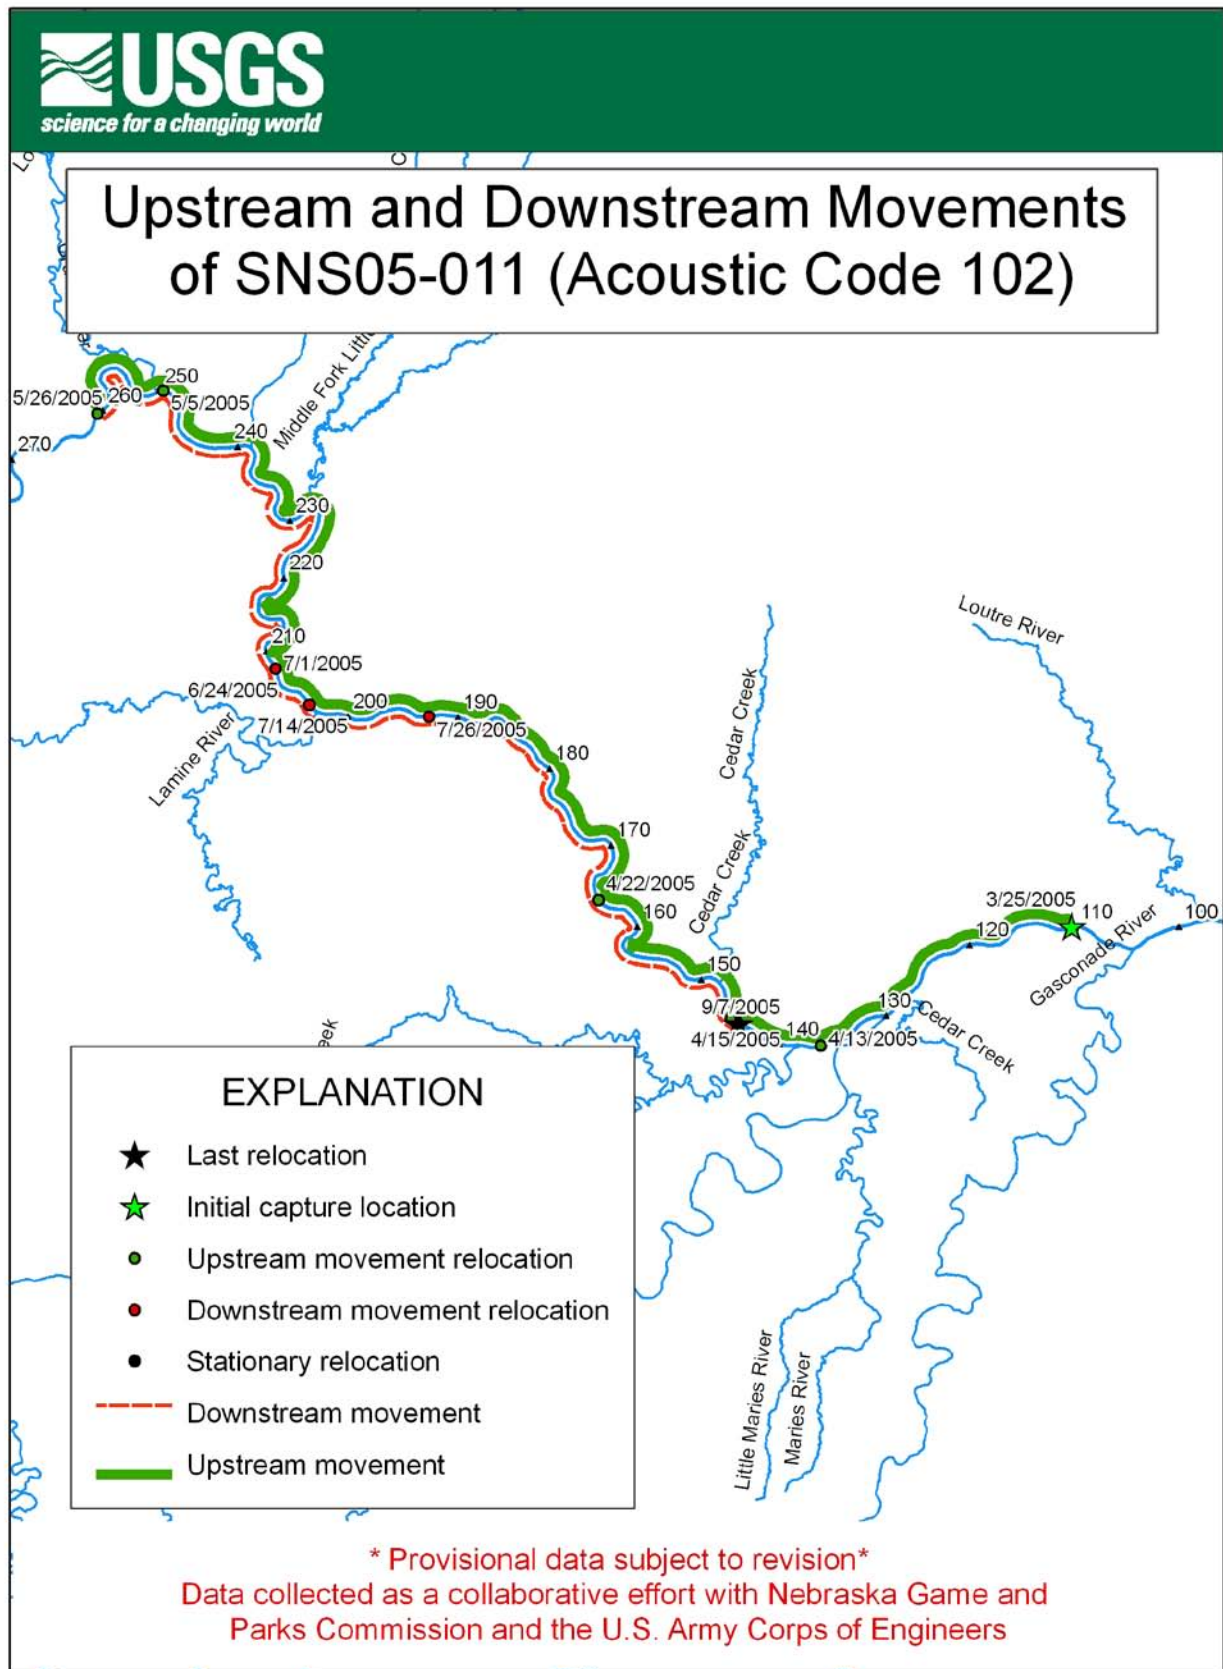 USGS
science for a changing world
Upstream and Downstream Movements
of SNS05-011 (Acoustic Code 102)
Lo
C
Middle Fork Little
250
5/26/2005
260
5/5/2005
270
240
230
220
210
7/1/2005
6/24/2005
200
190
7/14/2005
7/26/2005
Lamine River
180
170
Cedar Creek
Loutre River
Cedar Creek
4/22/2005
160
3/25/2005
110
100
120
Gasconade River
150
9/7/2005
130
Cedar Creek
4/15/2005
140
4/13/2005
eek
EXPLANATION
Last relocation
Initial capture location
Upstream movement relocation
Downstream movement relocation
Stationary relocation
Downstream movement
Upstream movement
Little Maries River
Maries River
* Provisional data subject to revision*
Data collected as a collaborative effort with Nebraska Game and
Parks Commission and the U.S. Army Corps of Engineers